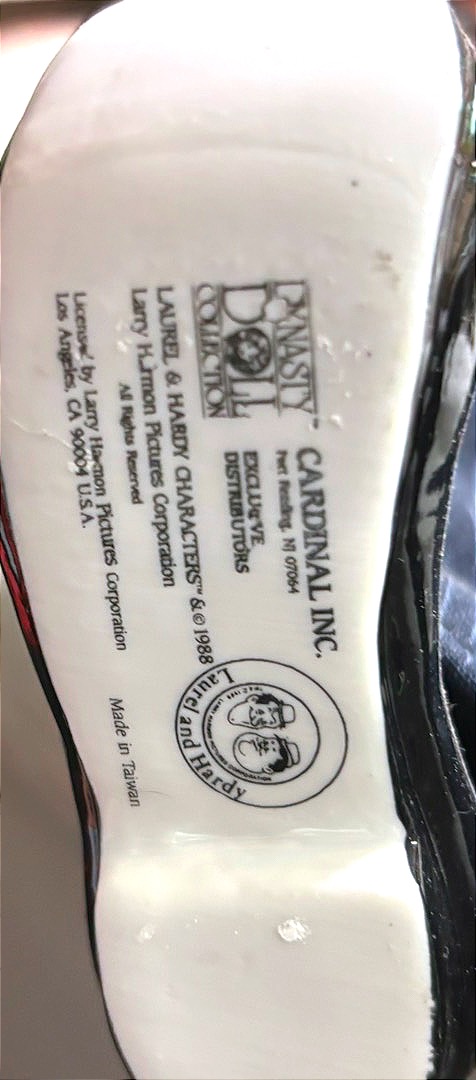 DYNASTY™
DOLL
COLLECTION
CARDINAL INC.
Port Reading, NJ 07064
EXCLUSIVE
DISTRIBUTORS
LAUREL & HARDY CHARACTERS™ & © 1988
Larry Harmon Pictures Corporation
All Rights Reserved
Licensed by Larry Harmon Pictures Corporation
Los Angeles, CA 90004 U.S.A.
Made in Taiwan
Laurel and Hardy